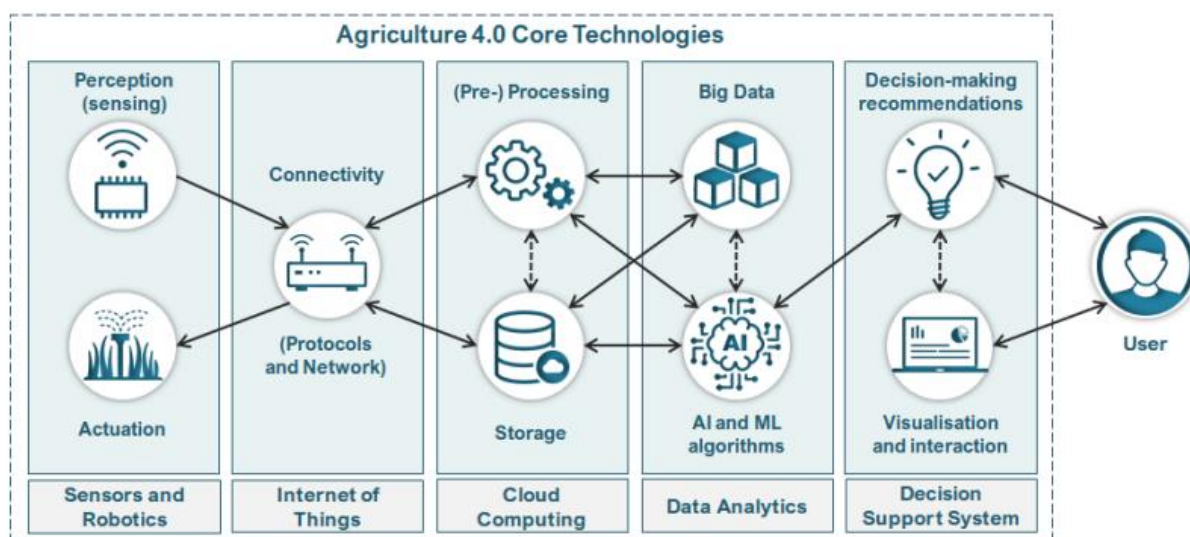 Agriculture 4.0 Core Technologies
Perception
(sensing)
Actuation
Sensors and
Robotics
Connectivity
(Protocols
and Network)
Internet of
Things
(Pre-) Processing
Storage
Cloud
Computing
Big Data
AI
AI and ML
algorithms
Data Analytics
Decision-making
recommendations
Visualisation
and interaction
Decision
Support System
User